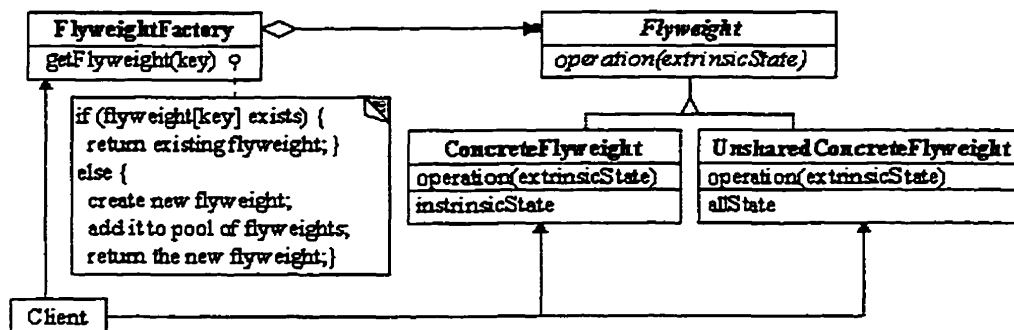 FlyweightFactory
getFlyweight(key)
if (flyweight[key] exists) {
return existing flyweight; }
else {
create new flyweight;
add it to pool of flyweights;
return the new flyweight;}
Client
Flyweight
operation(extrinsicState)
ConcreteFlyweight
operation(extrinsicState)
instrinsicState
UnsharedConcreteFlyweight
operation(extrinsicState)
allState